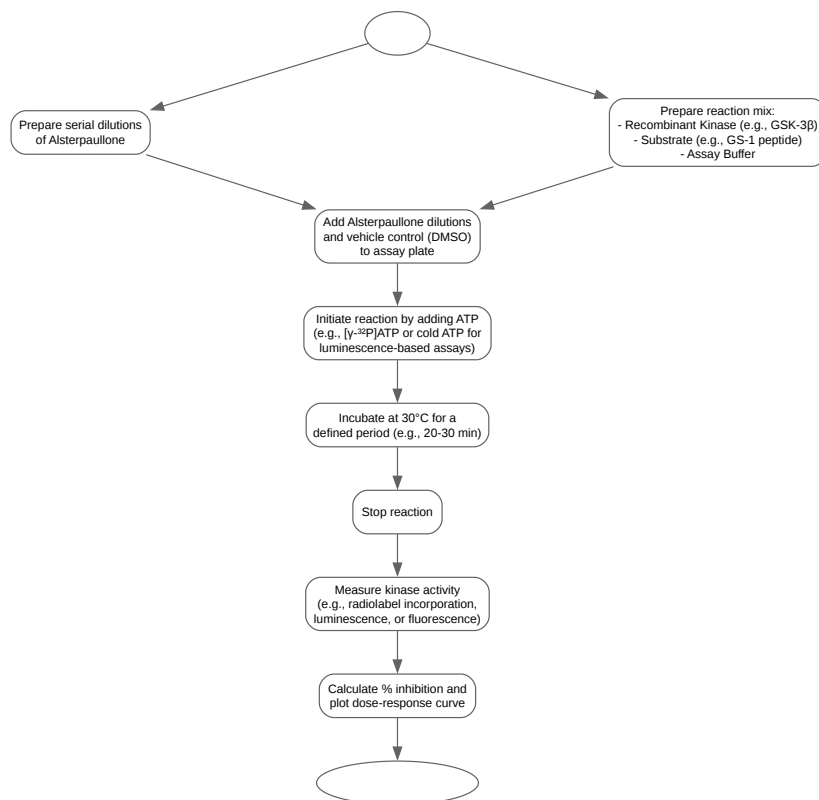 Prepare serial dilutions
of Alsterpaullone
Prepare reaction mix:
- Recombinant Kinase (e.g., GSK-3β)
- Substrate (e.g., GS-1 peptide)
- Assay Buffer
Add Alsterpaullone dilutions
and vehicle control (DMSO)
to assay plate
Initiate reaction by adding ATP
(e.g., [γ-³²P]ATP or cold ATP for
luminescence-based assays)
Incubate at 30°C for a
defined period (e.g., 20-30 min)
Stop reaction
Measure kinase activity
(e.g., radiolabel incorporation,
luminescence, or fluorescence)
Calculate % inhibition and
plot dose-response curve